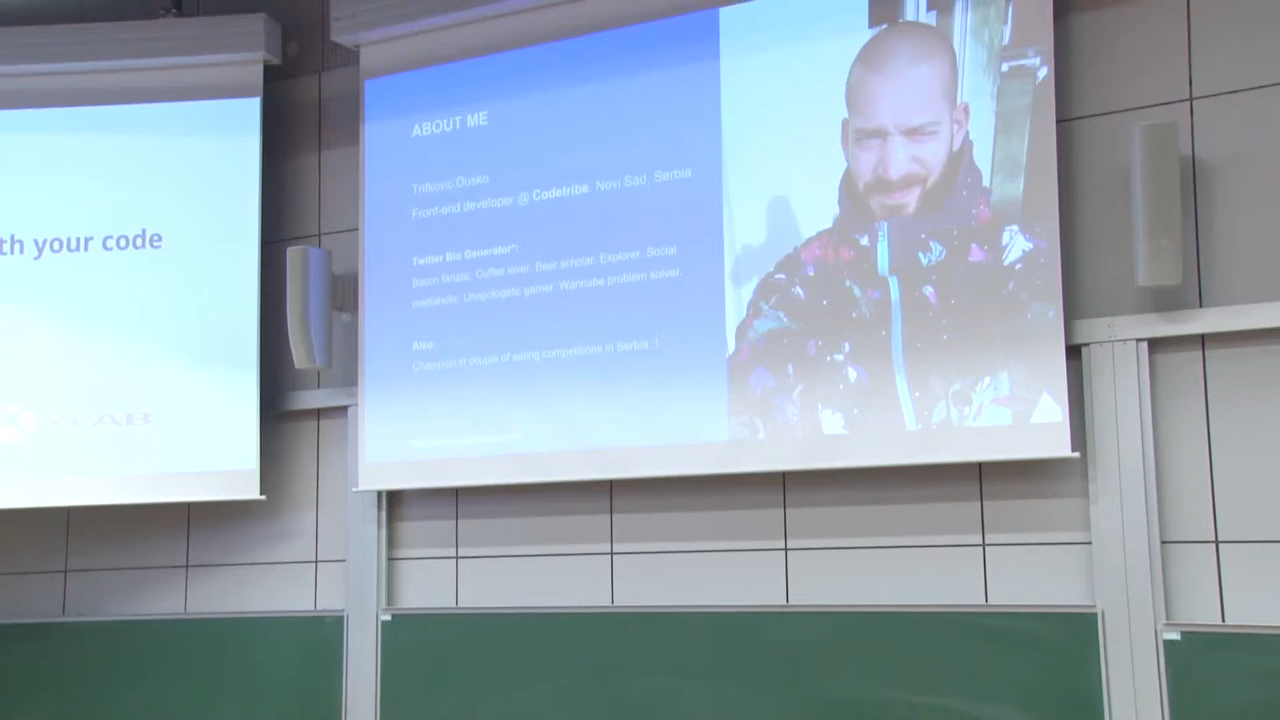 th your code
ABOUT ME
Trifkovic Dusko
Front-end developer @ Codetribe. Novi Sad, Serbia
Twitter Bio Generator*:
Bacon fanatic. Coffee lover. Beer scholar. Explorer. Social
mediaholic. Unapologetic gamer. Wannabe problem solver.
Also:
Champion in couple of eating competitions in Serbia :)